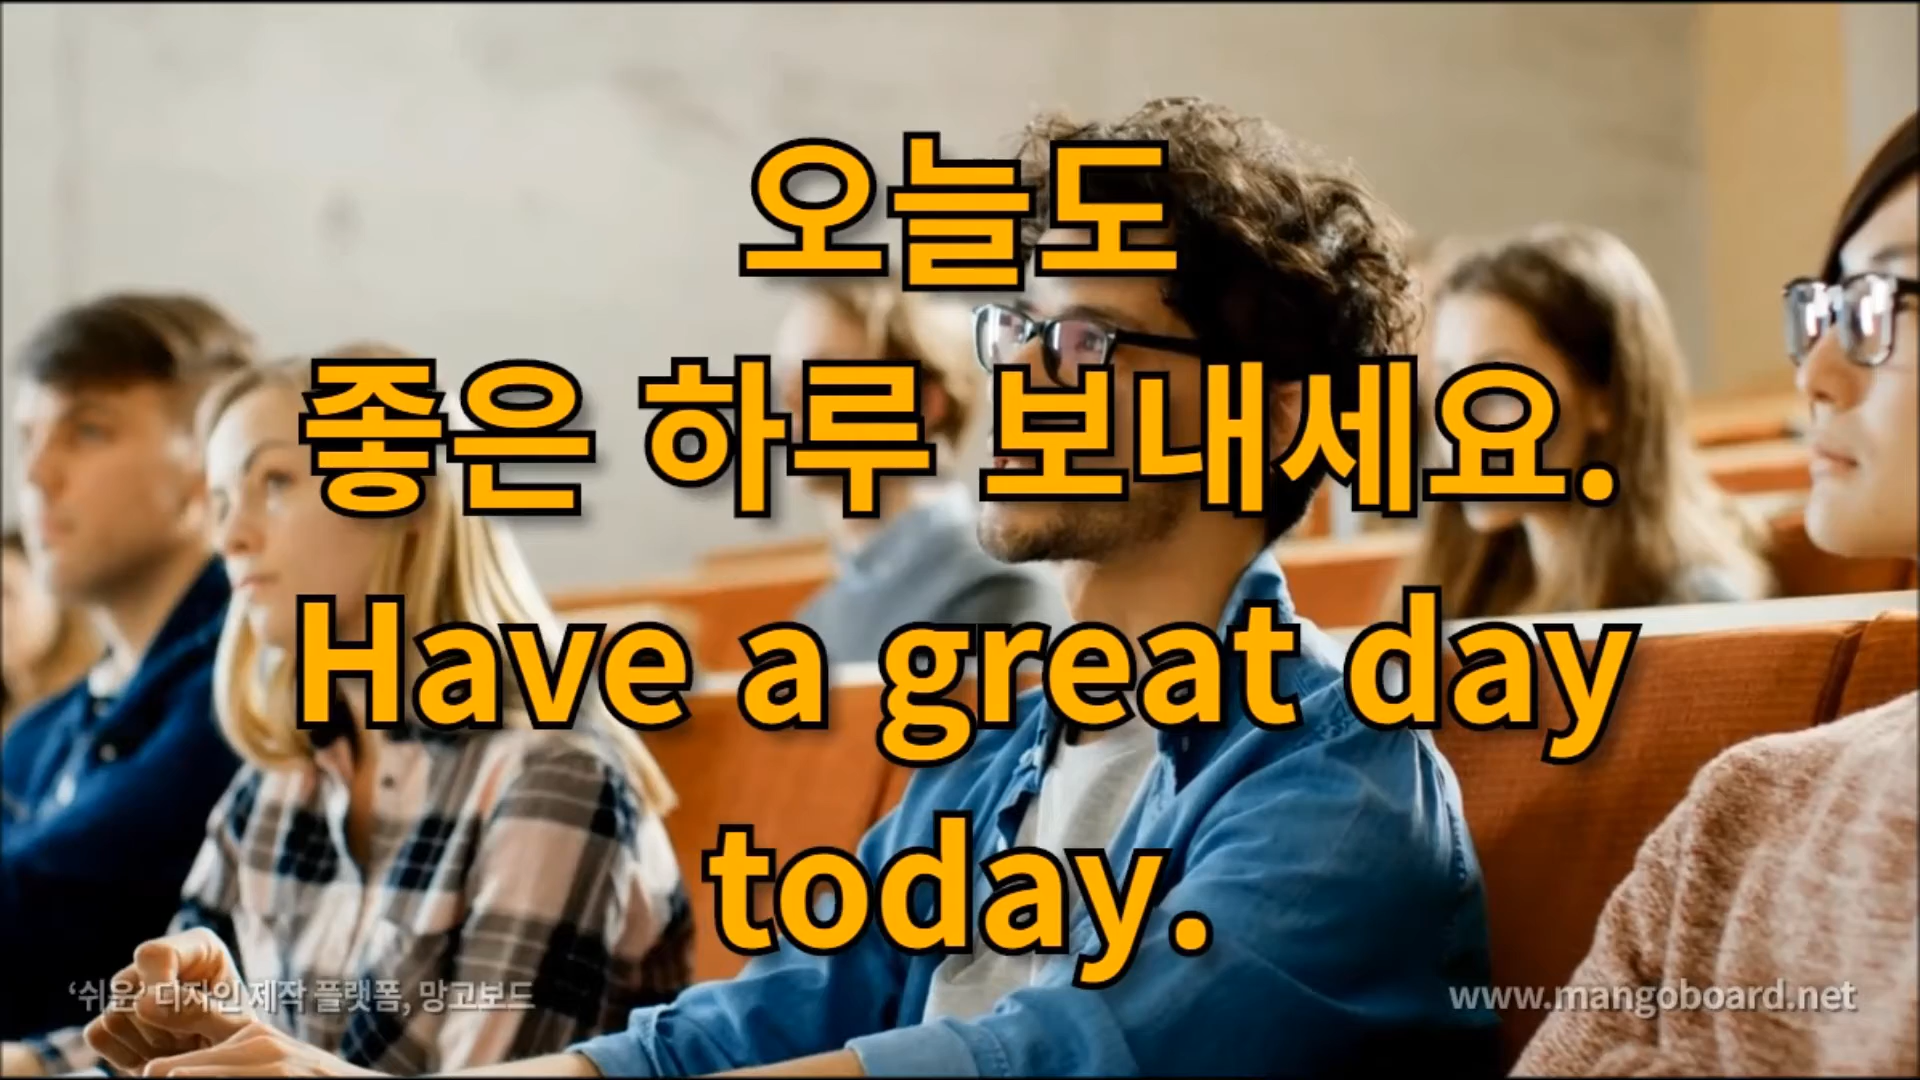 오늘도
좋은 하루 보내세요.
Have a great day
today.
‘쉬운’ 디자인 제작 플랫폼, 망고보드
www.mangoboard.net